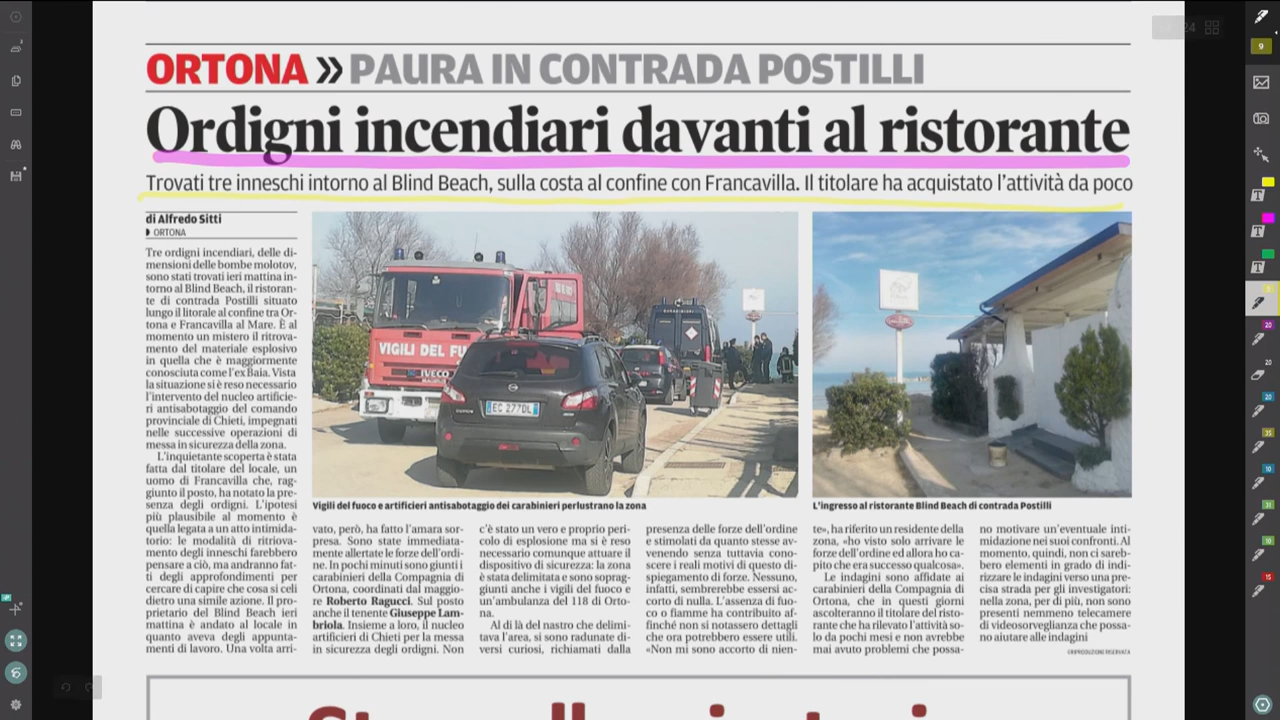 ORTONA » PAURA IN CONTRADA POSTILLI
Ordigni incendiari davanti al ristorante
Trovati tre inneschi intorno al Blind Beach, sulla costa al confine con Francavilla. Il titolare ha acquistato l'attività da poco
di Alfredo Sitti
ORTONA
Tre ordigni incendiari, delle di-
mensioni delle bombe molotov,
sono stati trovati ieri mattina in-
torno al Blind Beach, il ristoran-
te di contrada Postilli situato
lungo il litorale al confine tra Or-
tona e Francavilla al Mare. È al
momento un mistero il ritrova-
mento del materiale esplosivo
in quella che è maggiormente
conosciuta come l'ex Baia. Vista
la situazione si è reso necessario
l'intervento del nucleo artificie-
ri antisabotaggio del comando
provinciale di Chieti, impegnati
nelle successive operazioni di
messa in sicurezza della zona.
L'inquietante scoperta è stata
fatta dal titolare del locale, un
uomo di Francavilla che, rag-
giunto il posto, ha notato la pre-
senza degli ordigni. L'ipotesi
più plausibile al momento è
quella legata a un atto intimida-
torio: le modalità di ritriova-
mento degli inneschi farebbero
pensare a ciò, ma andranno fat-
ti degli approfondimenti per
cercare di capire che cosa si celi
dietro una simile azione. Il pro-
prietario del Blind Beach ieri
mattina è andato al locale in
quanto aveva degli appunta-
menti di lavoro. Una volta arri-
VIGILI DEL FU
IVECO
CARABINIERI
EC 277DL
Vigili del fuoco e artificieri antisabotaggio dei carabinieri perlustrano la zona
L'ingresso al ristorante Blind Beach di contrada Postilli
vato, però, ha fatto l'amara sor-
presa. Sono state immediata-
mente allertate le forze dell'ordi-
ne. In pochi minuti sono giunti i
carabinieri della Compagnia di
Ortona, coordinati dal maggio-
re Roberto Ragucci. Sul posto
anche il tenente Giuseppe Lam-
briola. Insieme a loro, il nucleo
artificieri di Chieti per la messa
in sicurezza degli ordigni. Non
c'è stato un vero e proprio peri-
colo di esplosione ma si è reso
necessario comunque attuare il
dispositivo di sicurezza: la zona
è stata delimitata e sono soprag-
giunti anche i vigili del fuoco e
un'ambulanza del 118 di Orto-
na.
Al di là del nastro che delimi-
tava l'area, si sono radunate di-
versi curiosi, richiamati dalla
presenza delle forze dell'ordine
e stimolati da quanto stesse av-
venendo senza tuttavia cono-
scere i reali motivi di questo di-
spiegamento di forze. Nessuno,
infatti, sembrerebbe essersi ac-
corto di nulla. L'assenza di fuo-
co o fiamme ha contribuito af-
finché non si notassero dettagli
che ora potrebbero essere utili.
«Non mi sono accorto di nien-
te», ha riferito un residente della
zona, «ho visto solo arrivare le
forze dell'ordine ed allora ho ca-
pito che era successo qualcosa».
Le indagini sono affidate ai
carabinieri della Compagnia di
Ortona, che in questi giorni
ascolteranno il titolare del risto-
rante che ha rilevato l'attività so-
lo da pochi mesi e non avrebbe
mai avuto problemi che possa-
no motivare un'eventuale inti-
midazione nei suoi confronti. Al
momento, quindi, non ci sareb-
bero elementi in grado di indi-
rizzare le indagini verso una pre-
cisa strada per gli investigatori:
nella zona, per di più, non sono
presenti nemmeno telecamere
di videosorveglianza che possa-
no aiutare alle indagini
©RIPRODUZIONE RISERVATA